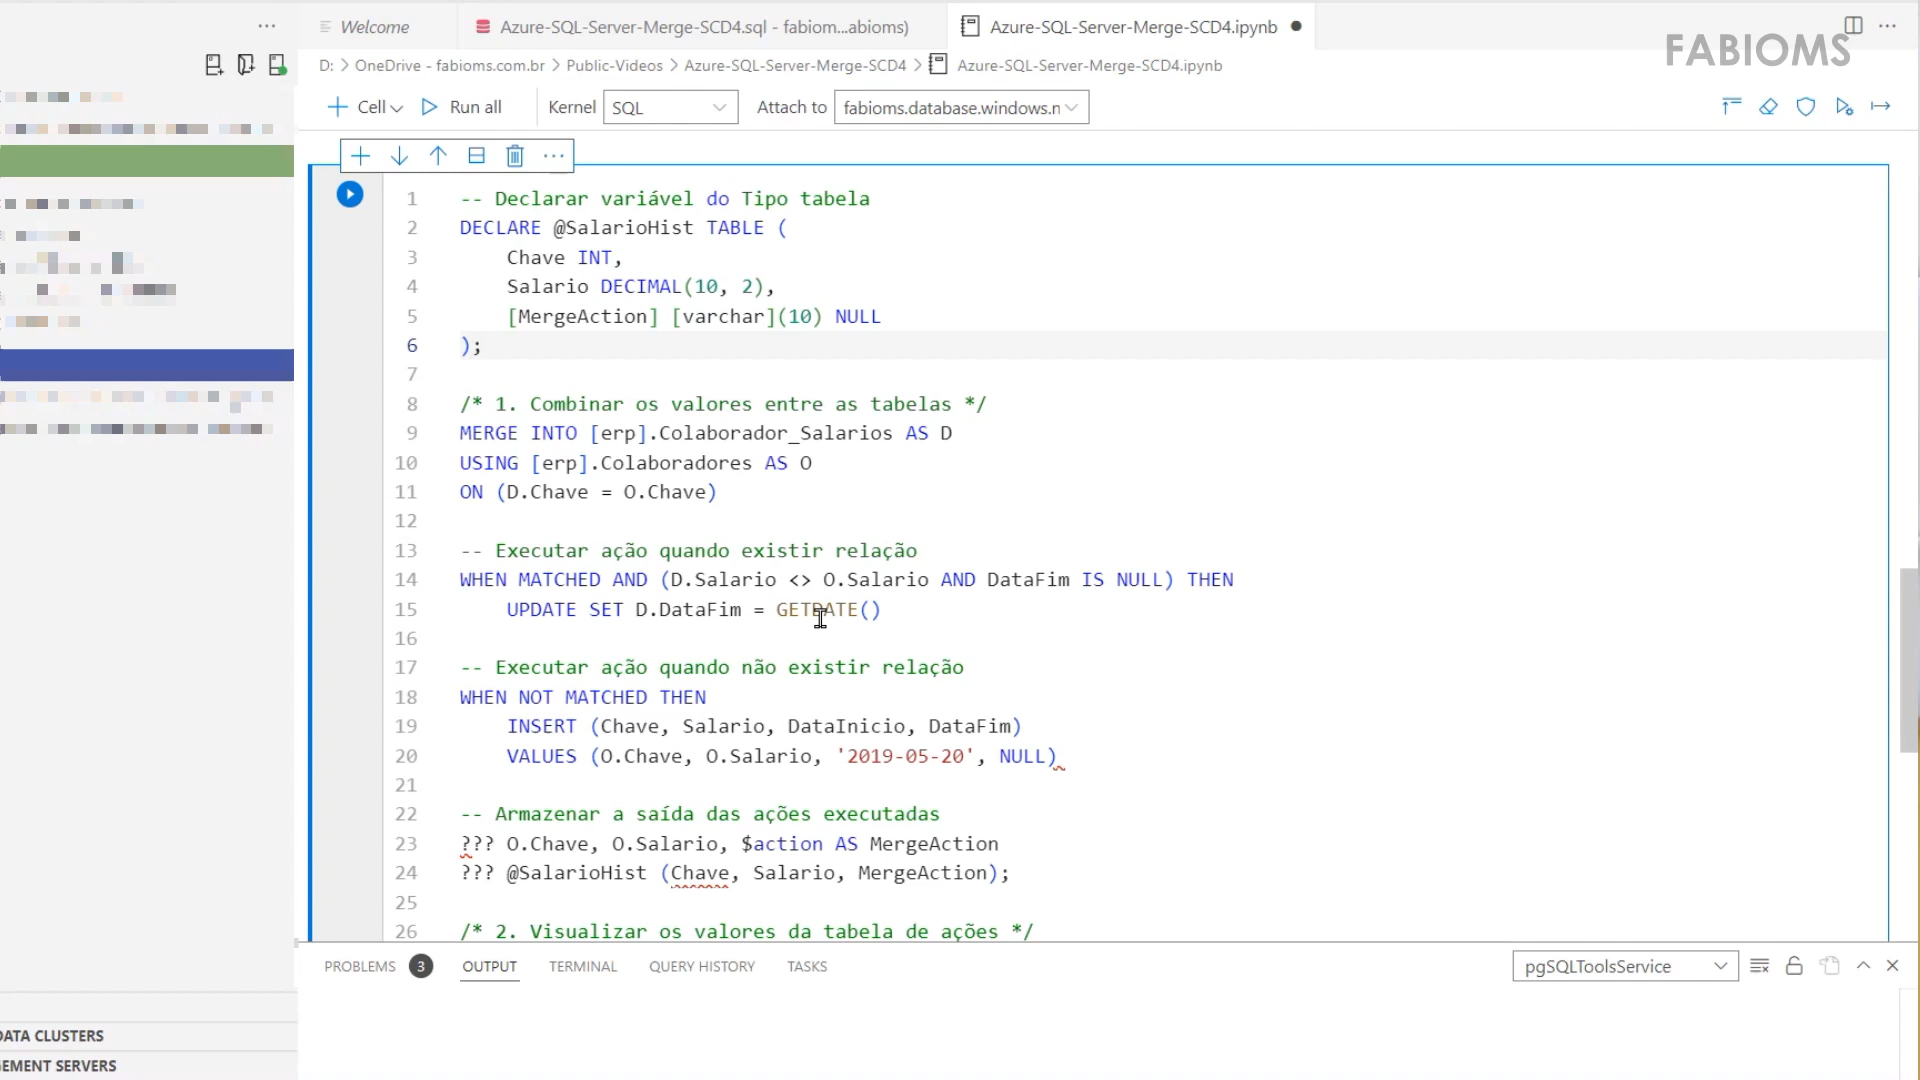 Welcome
Azure-SQL-Server-Merge-SCD4.sql - fabiom...abioms)
Azure-SQL-Server-Merge-SCD4.ipynb
FABIOMS
D: > OneDrive - fabioms.com.br > Public-Videos > Azure-SQL-Server-Merge-SCD4 > Azure-SQL-Server-Merge-SCD4.ipynb
Cell Run all Kernel SQL Attach to fabioms.database.windows.n
1 -- Declarar variável do Tipo tabela
2 DECLARE @SalarioHist TABLE (
3 Chave INT,
4 Salario DECIMAL(10, 2),
5 [MergeAction] [varchar](10) NULL
6 );
7
8 /* 1. Combinar os valores entre as tabelas */
9 MERGE INTO [erp].Colaborador_Salarios AS D
10 USING [erp].Colaboradores AS O
11 ON (D.Chave = O.Chave)
12
13 -- Executar ação quando existir relação
14 WHEN MATCHED AND (D.Salario <> O.Salario AND DataFim IS NULL) THEN
15 UPDATE SET D.DataFim = GETDATE()
16
17 -- Executar ação quando não existir relação
18 WHEN NOT MATCHED THEN
19 INSERT (Chave, Salario, DataInicio, DataFim)
20 VALUES (O.Chave, O.Salario, '2019-05-20', NULL)
21
22 -- Armazenar a saída das ações executadas
23 ??? O.Chave, O.Salario, $action AS MergeAction
24 ??? @SalarioHist (Chave, Salario, MergeAction);
25
26 /* 2. Visualizar os valores da tabela de ações */
PROBLEMS 3 OUTPUT TERMINAL QUERY HISTORY TASKS pgSQLToolsService
DATA CLUSTERS
GEMENT SERVERS